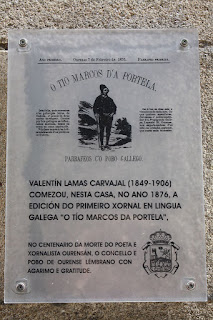 O TÍO MARCOS D'A PORTELA.
PARRAFEOS C'O POBO GALLEGO
VALENTÍN LAMAS CARVAJAL (1849-1906)
COMEZOU, NESTA CASA, NO ANO 1876, A
EDICIÓN DO PRIMEIRO XORNAL EN LINGUA
GALEGA "O TÍO MARCOS DA PORTELA".
NO CENTENARIO DA MORTE DO POETA E
XORNALISTA OURENSÁN, O CONCELLO E
POBO DE OURENSE LEMBRANO CON
AGARIMO E GRATITUDE.